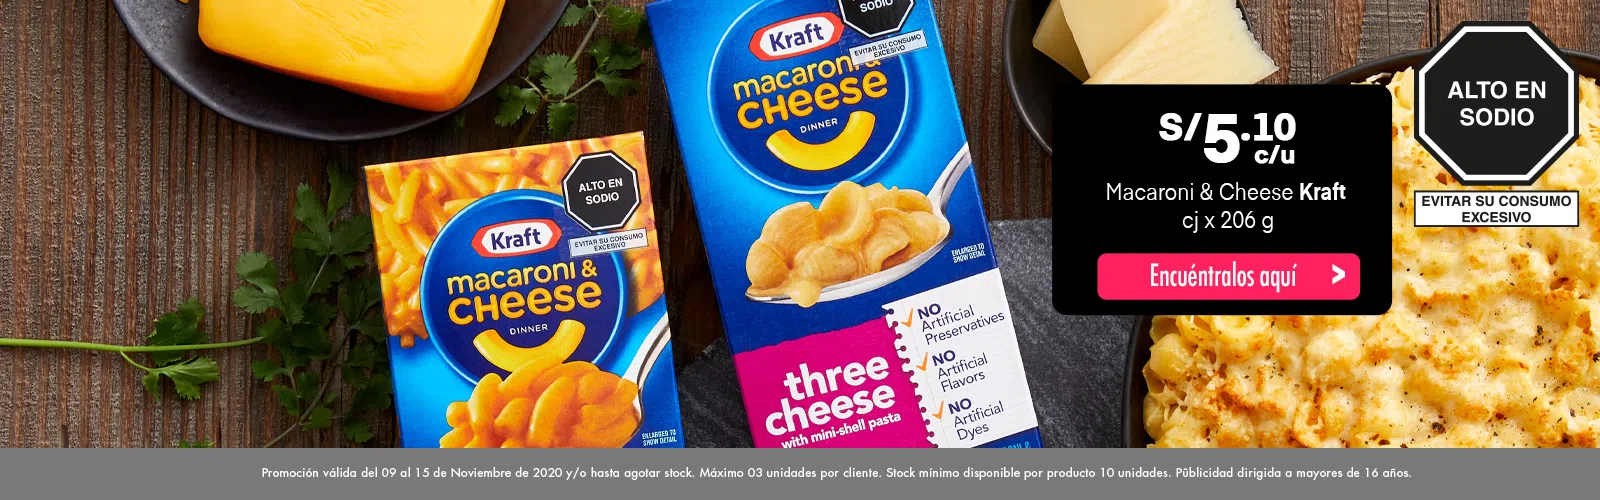 Kraft
macaroni &
CHEESE
DINNER
ALTO EN
SODIO
EVITAR SU CONSUMO
EXCESIVO
ENLARGED TO
SHOW DETAIL
Kraft
macaroni &
CHEESE
DINNER
SODIO
EVITAR SU CONSUMO
EXCESIVO
ENLARGED TO
SHOW DETAIL
three
cheese
with mini-shell pasta
NO
Artificial
Preservatives
NO
Artificial
Flavors
NO
Artificial
Dyes
S/5.10
c/u
Macaroni & Cheese Kraft
cj x 206 g
Encuéntralos aquí >
ALTO EN
SODIO
EVITAR SU CONSUMO
EXCESIVO
Promoción válida del 09 al 15 de Noviembre de 2020 y/o hasta agotar stock. Máximo 03 unidades por cliente. Stock mínimo disponible por producto 10 unidades. Pûblicidad dirigida a mayores de 16 años.